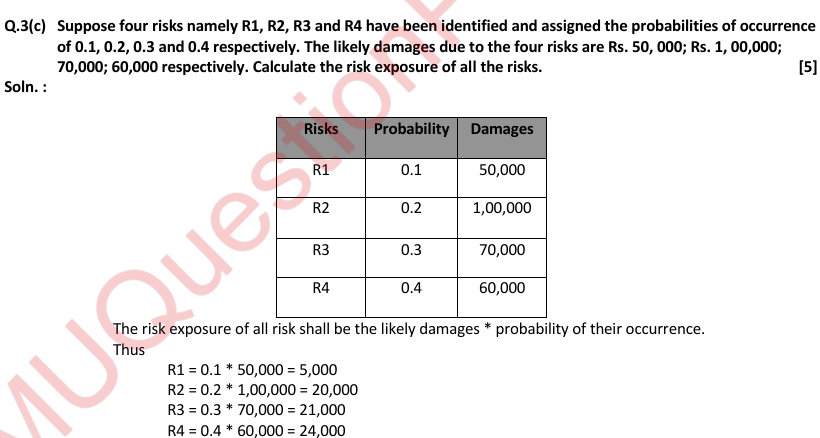 Q.3(c) Suppose four risks namely R1, R2, R3 and R4 have been identified and assigned the probabilities of occurrence
of 0.1, 0.2, 0.3 and 0.4 respectively. The likely damages due to the four risks are Rs. 50, 000; Rs. 1, 00,000;
70,000; 60,000 respectively. Calculate the risk exposure of all the risks. [5]
Soln. :
Risks Probability Damages
R1 0.1 50,000
R2 0.2 1,00,000
R3 0.3 70,000
R4 0.4 60,000
The risk exposure of all risk shall be the likely damages * probability of their occurrence.
Thus
R1 = 0.1 * 50,000 = 5,000
R2 = 0.2 * 1,00,000 = 20,000
R3 = 0.3 * 70,000 = 21,000
R4 = 0.4 * 60,000 = 24,000
MUQuestionP